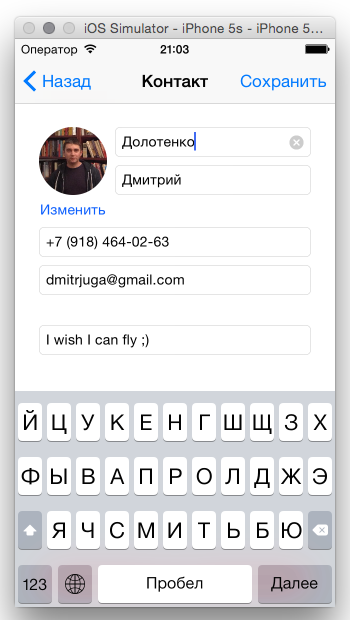 iOS Simulator - iPhone 5s - iPhone 5...
Оператор 21:03
Назад Контакт Сохранить
Долотенко
Дмитрий
Изменить
+7 (918) 464-02-63
dmitrjuga@gmail.com
I wish I can fly ;)
Й Ц У К Е Н Г Ш Щ З Х
Ф Ы В А П Р О Л Д Ж Э
Я Ч С М И Т Ь Б Ю
123 Пробел Далее